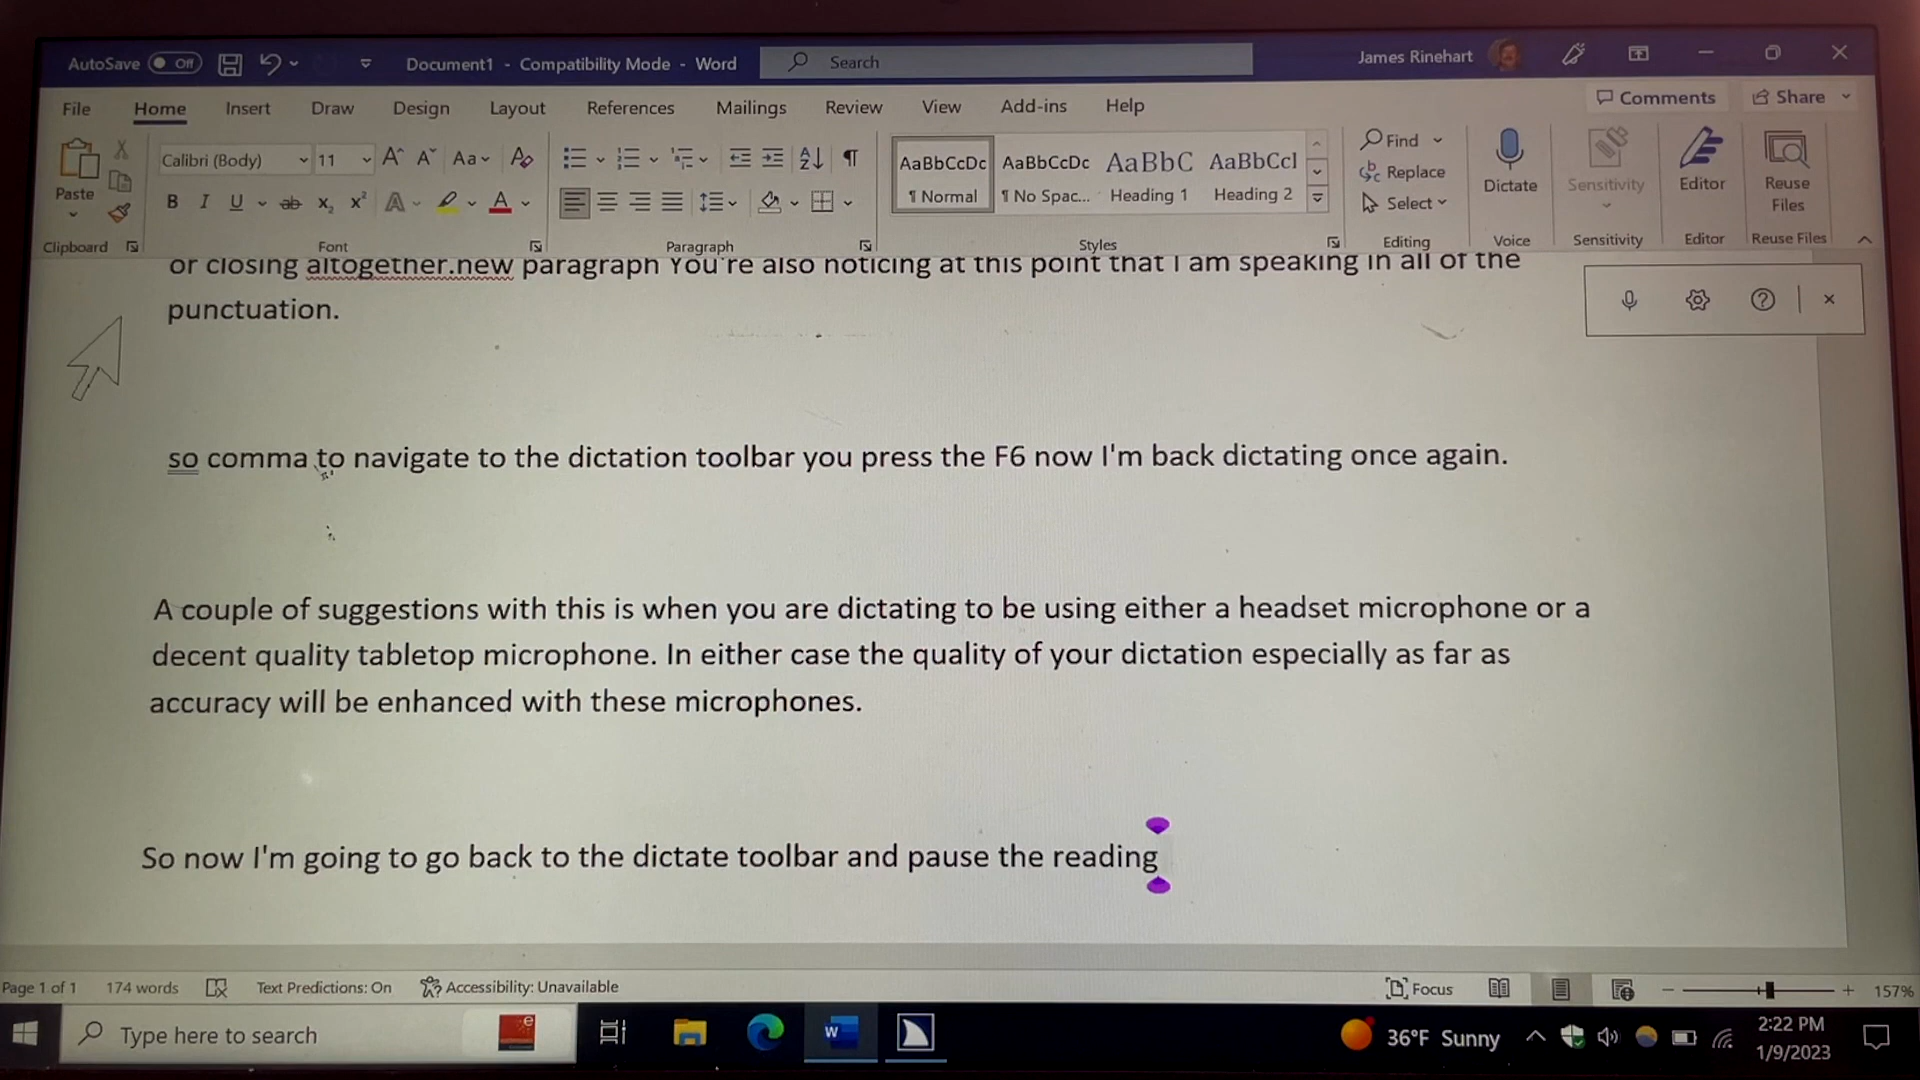 AutoSave Off Document1 - Compatibility Mode - Word Search James Rinehart
File Home Insert Draw Design Layout References Mailings Review View Add-ins Help Comments Share
Calibri (Body) 11 Aa AaBbCcDc AaBbCcDc AaBbC AaBbCcI Find
Paste B I U ab x₂ x² A A ¶ Normal ¶ No Spac... Heading 1 Heading 2 Replace Select Dictate Sensitivity Editor Reuse Files
Clipboard Font Paragraph Styles Editing Voice Sensitivity Editor Reuse Files
or closing altogether.new paragraph You're also noticing at this point that I am speaking in all of the
punctuation.
so comma to navigate to the dictation toolbar you press the F6 now I'm back dictating once again.
A couple of suggestions with this is when you are dictating to be using either a headset microphone or a
decent quality tabletop microphone. In either case the quality of your dictation especially as far as
accuracy will be enhanced with these microphones.
So now I'm going to go back to the dictate toolbar and pause the reading
Page 1 of 1 174 words Text Predictions: On Accessibility: Unavailable Focus 157%
Type here to search 36°F Sunny 2:22 PM
1/9/2023